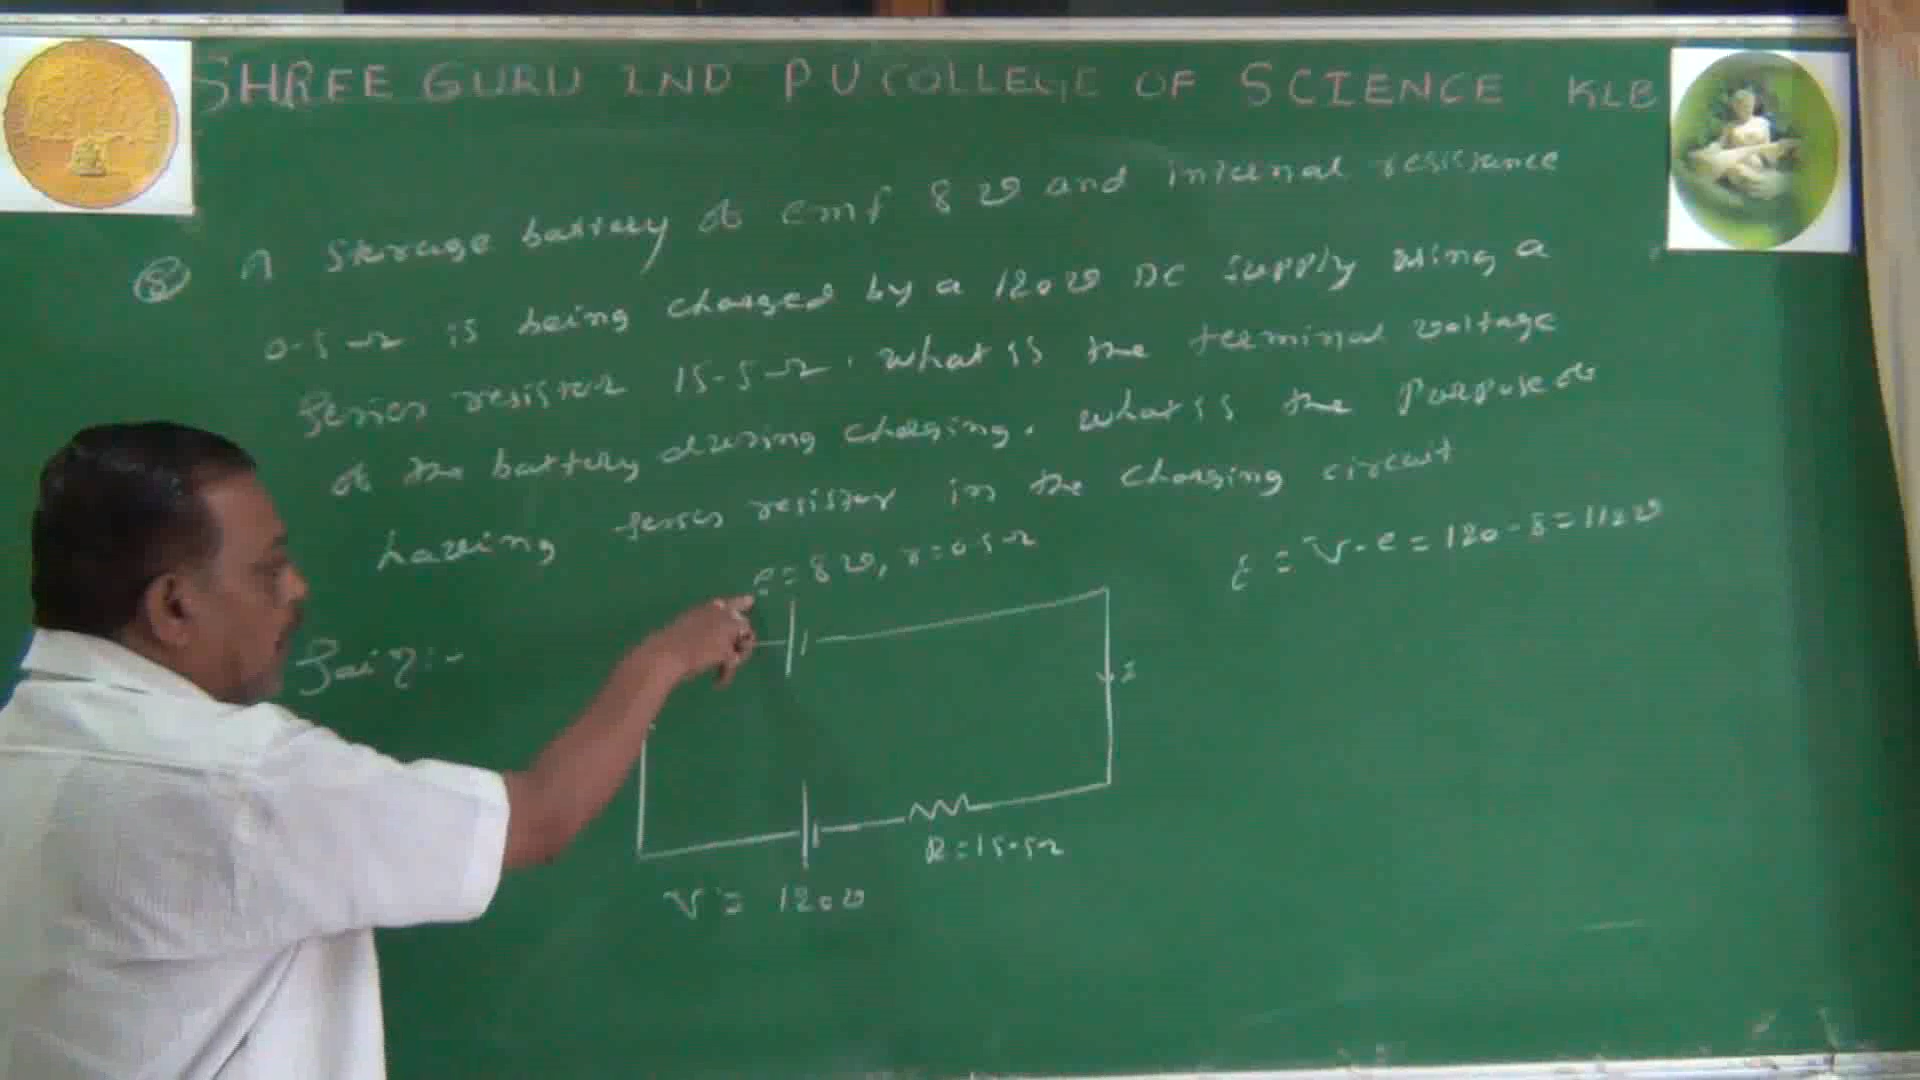 SHREE GURU IND PU COLLEGE OF SCIENCE KLB
⑧ A Storage battery of emf 8 v and internal resistance
0.5 Ω is being charged by a 120 v DC supply using a
series resistor 15.5 Ω. What is the terminal voltage
of the battery during charging. what is the Purpose of
having series resistor in the charging circuit
e = 8 v, r = 0.5 Ω
ε = V - e = 120 - 8 = 112 v
I
R = 15.5 Ω
V = 120 v